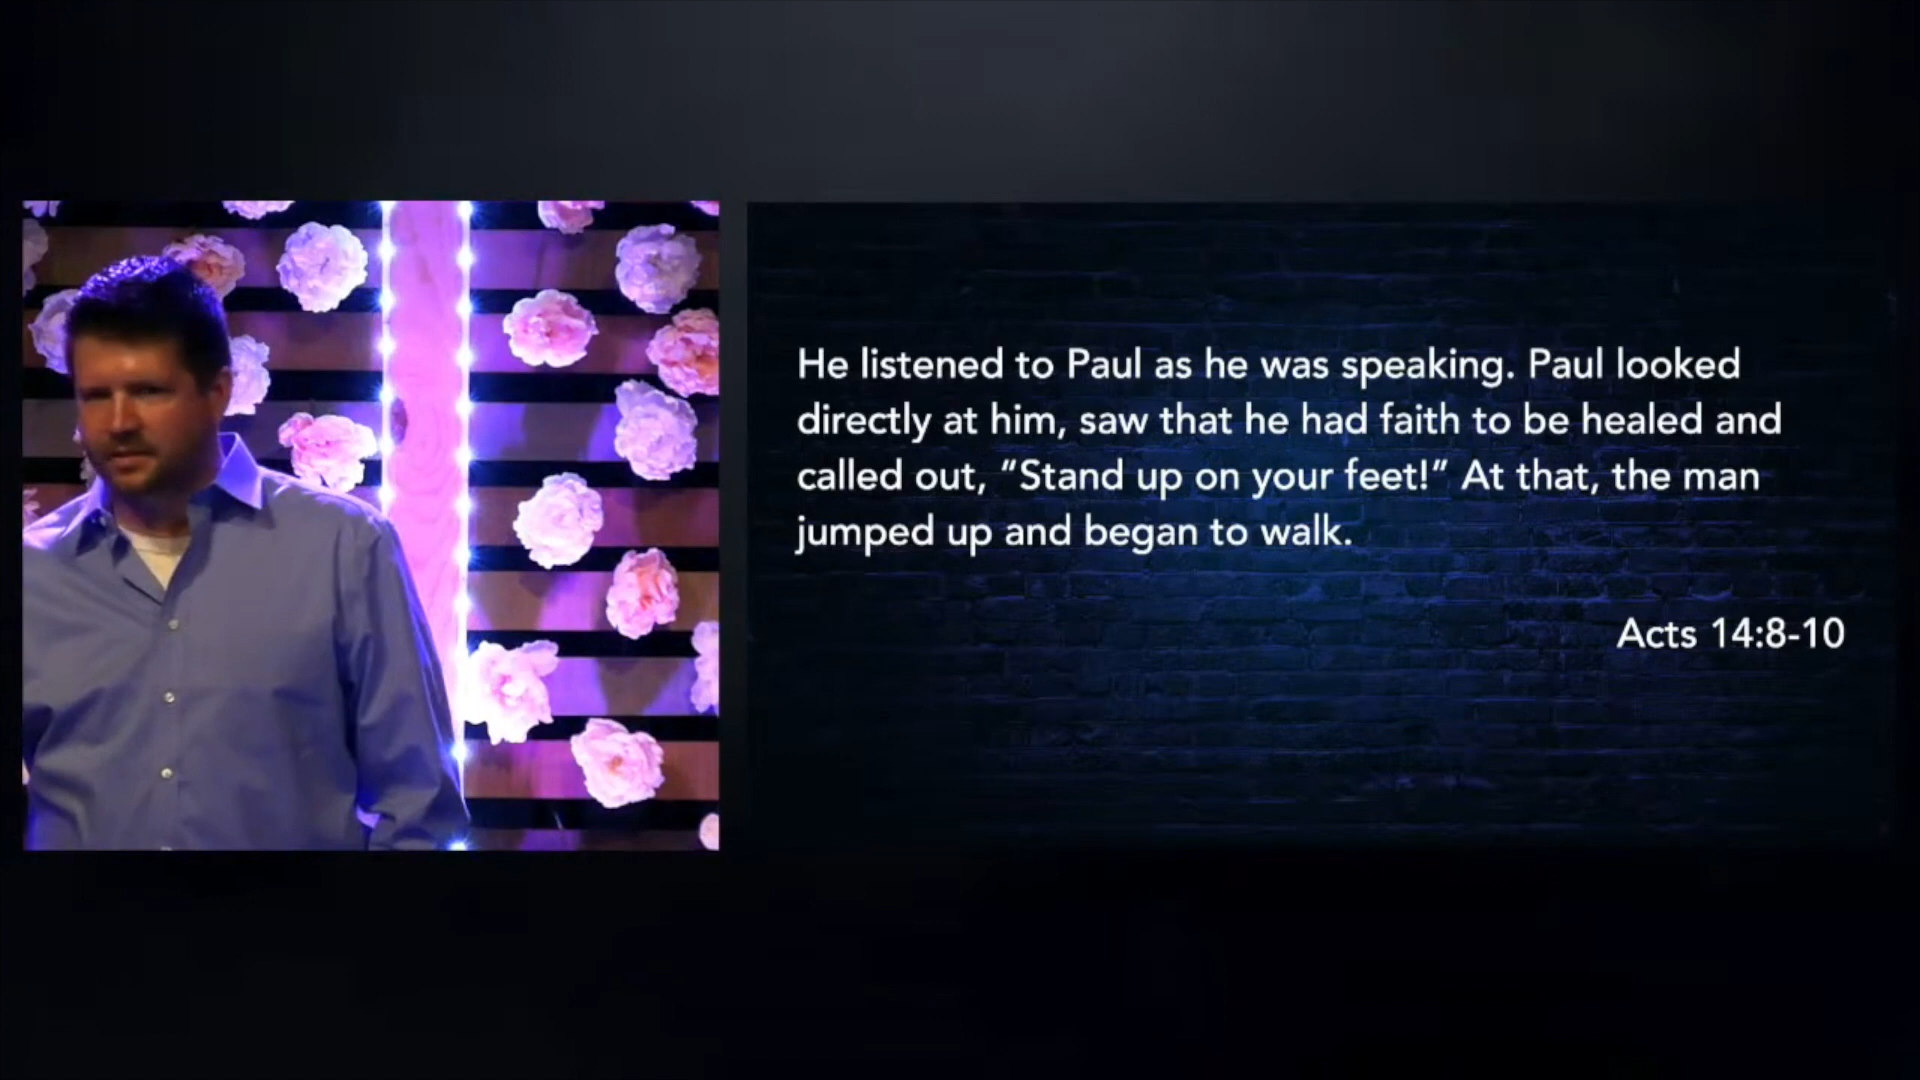 He listened to Paul as he was speaking. Paul looked
directly at him, saw that he had faith to be healed and
called out, “Stand up on your feet!” At that, the man
jumped up and began to walk.
Acts 14:8-10